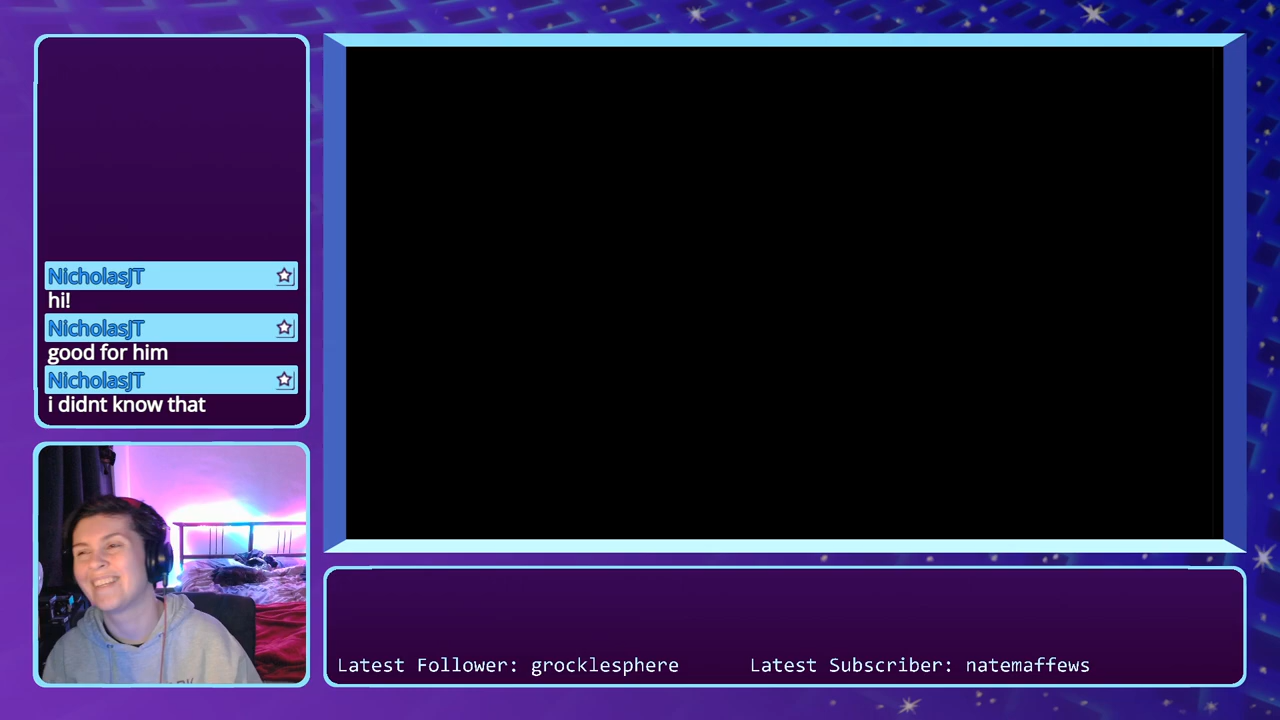 NicholasJT
hi!
NicholasJT
good for him
NicholasJT
i didnt know that
Latest Follower: grocklesphere
Latest Subscriber: natemaffews